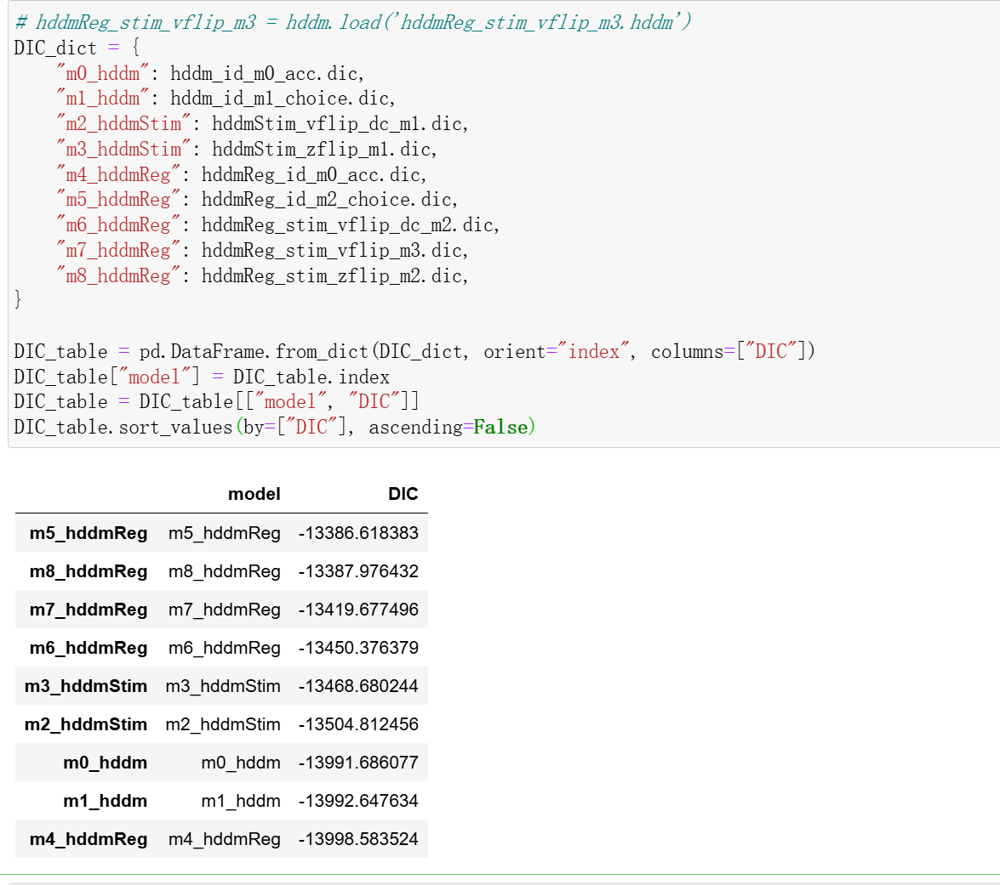 # hddmReg_stim_vflip_m3 = hddm.load('hddmReg_stim_vflip_m3.hddm')
DIC_dict = {
    "m0_hddm": hddm_id_m0_acc.dic,
    "m1_hddm": hddm_id_m1_choice.dic,
    "m2_hddmStim": hddmStim_vflip_dc_m1.dic,
    "m3_hddmStim": hddmStim_zflip_m1.dic,
    "m4_hddmReg": hddmReg_id_m0_acc.dic,
    "m5_hddmReg": hddmReg_id_m2_choice.dic,
    "m6_hddmReg": hddmReg_stim_vflip_dc_m2.dic,
    "m7_hddmReg": hddmReg_stim_vflip_m3.dic,
    "m8_hddmReg": hddmReg_stim_zflip_m2.dic,
}
DIC_table = pd.DataFrame.from_dict(DIC_dict, orient="index", columns=["DIC"])
DIC_table["model"] = DIC_table.index
DIC_table = DIC_table[["model", "DIC"]]
DIC_table.sort_values(by=["DIC"], ascending=False)
model DIC
m5_hddmReg m5_hddmReg -13386.618383
m8_hddmReg m8_hddmReg -13387.976432
m7_hddmReg m7_hddmReg -13419.677496
m6_hddmReg m6_hddmReg -13450.376379
m3_hddmStim m3_hddmStim -13468.680244
m2_hddmStim m2_hddmStim -13504.812456
m0_hddm m0_hddm -13991.686077
m1_hddm m1_hddm -13992.647634
m4_hddmReg m4_hddmReg -13998.583524